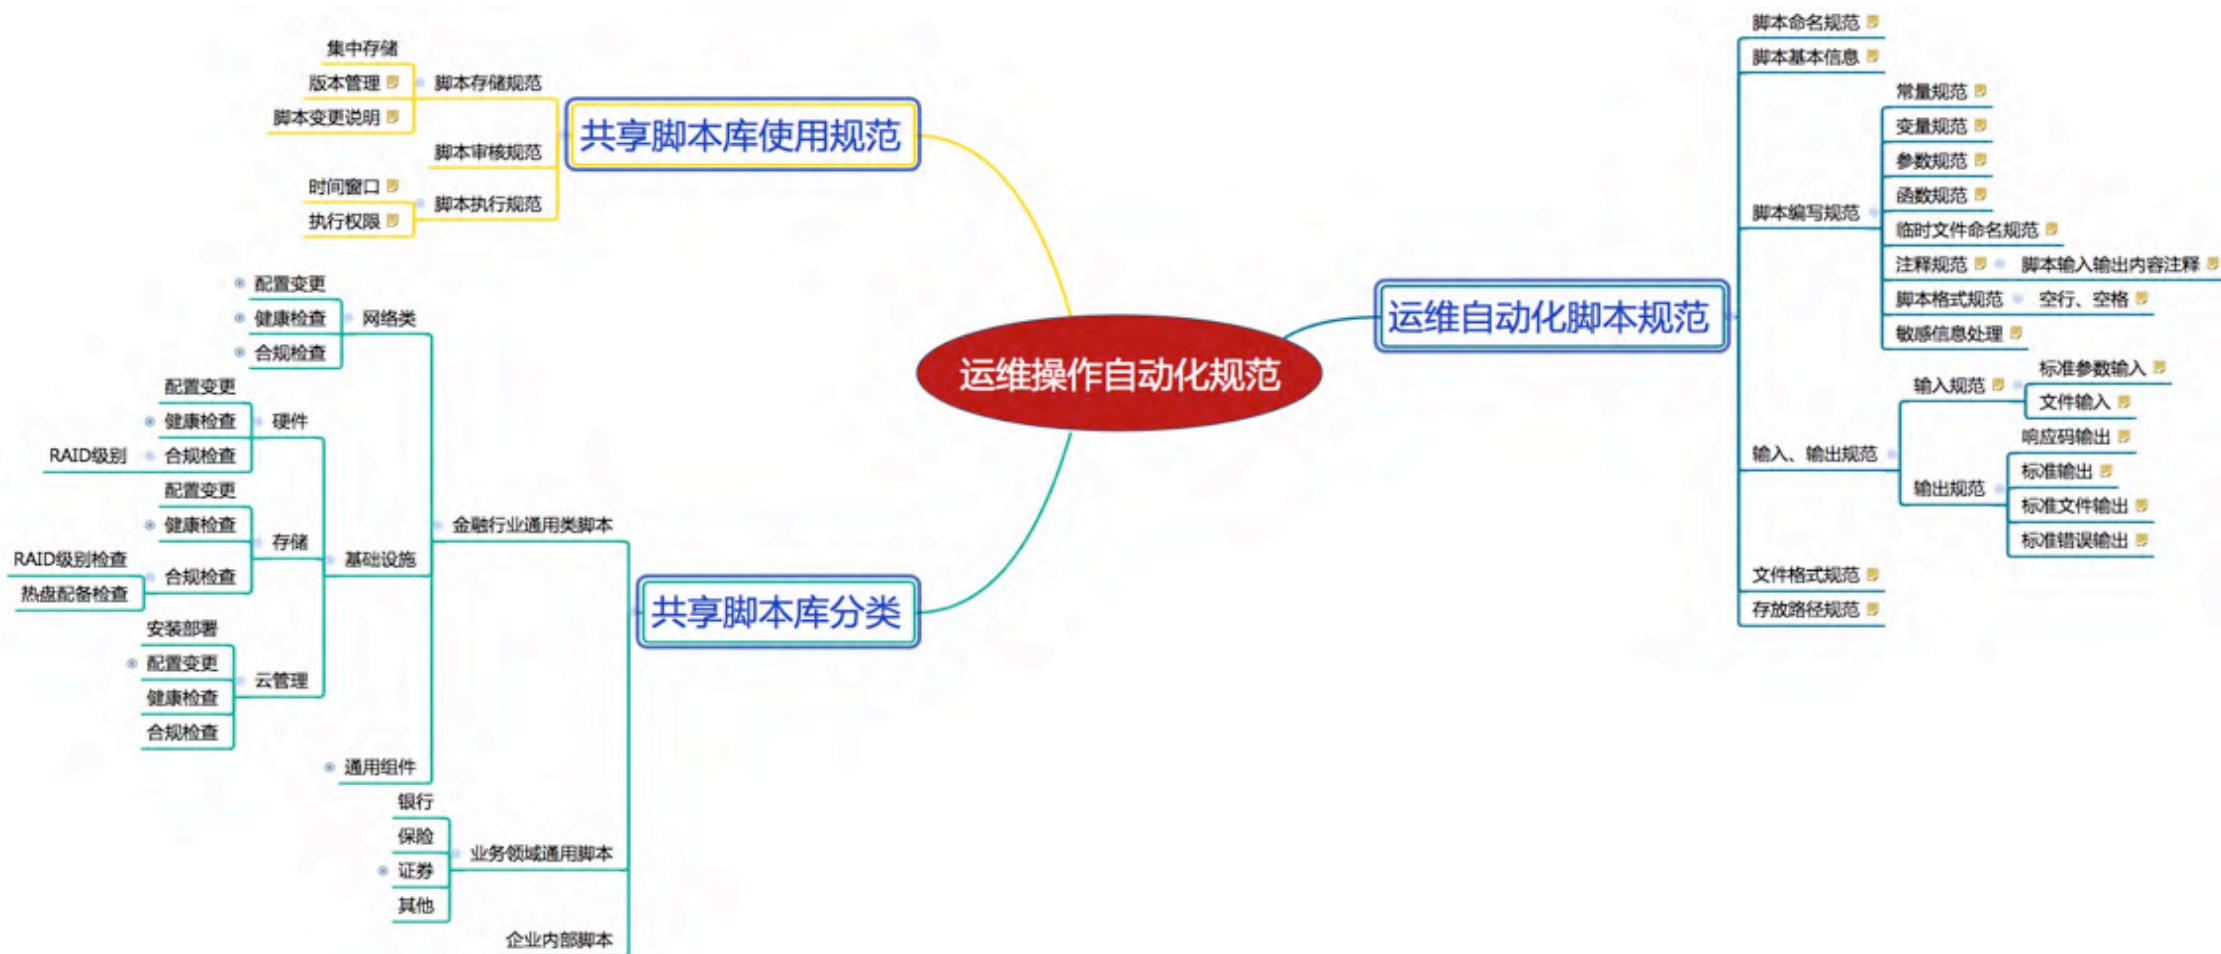 集中存储
版本管理
脚本变更说明
脚本存储规范
脚本审核规范
时间窗口
执行权限
脚本执行规范
共享脚本库使用规范
配置变更
健康检查
合规检查
网络类
配置变更
健康检查
合规检查
RAID级别
硬件
配置变更
健康检查
合规检查
RAID级别检查
热盘配备检查
存储
安装部署
配置变更
健康检查
合规检查
云管理
基础设施
通用组件
金融行业通用类脚本
银行
保险
证券
其他
业务领域通用脚本
企业内部脚本
共享脚本库分类
运维操作自动化规范
运维自动化脚本规范
脚本命名规范
脚本基本信息
脚本编写规范
常量规范
变量规范
参数规范
函数规范
临时文件命名规范
注释规范
脚本输入输出内容注释
脚本格式规范
空行、空格
敏感信息处理
输入、输出规范
输入规范
标准参数输入
文件输入
输出规范
响应码输出
标准输出
标准文件输出
标准错误输出
文件格式规范
存放路径规范